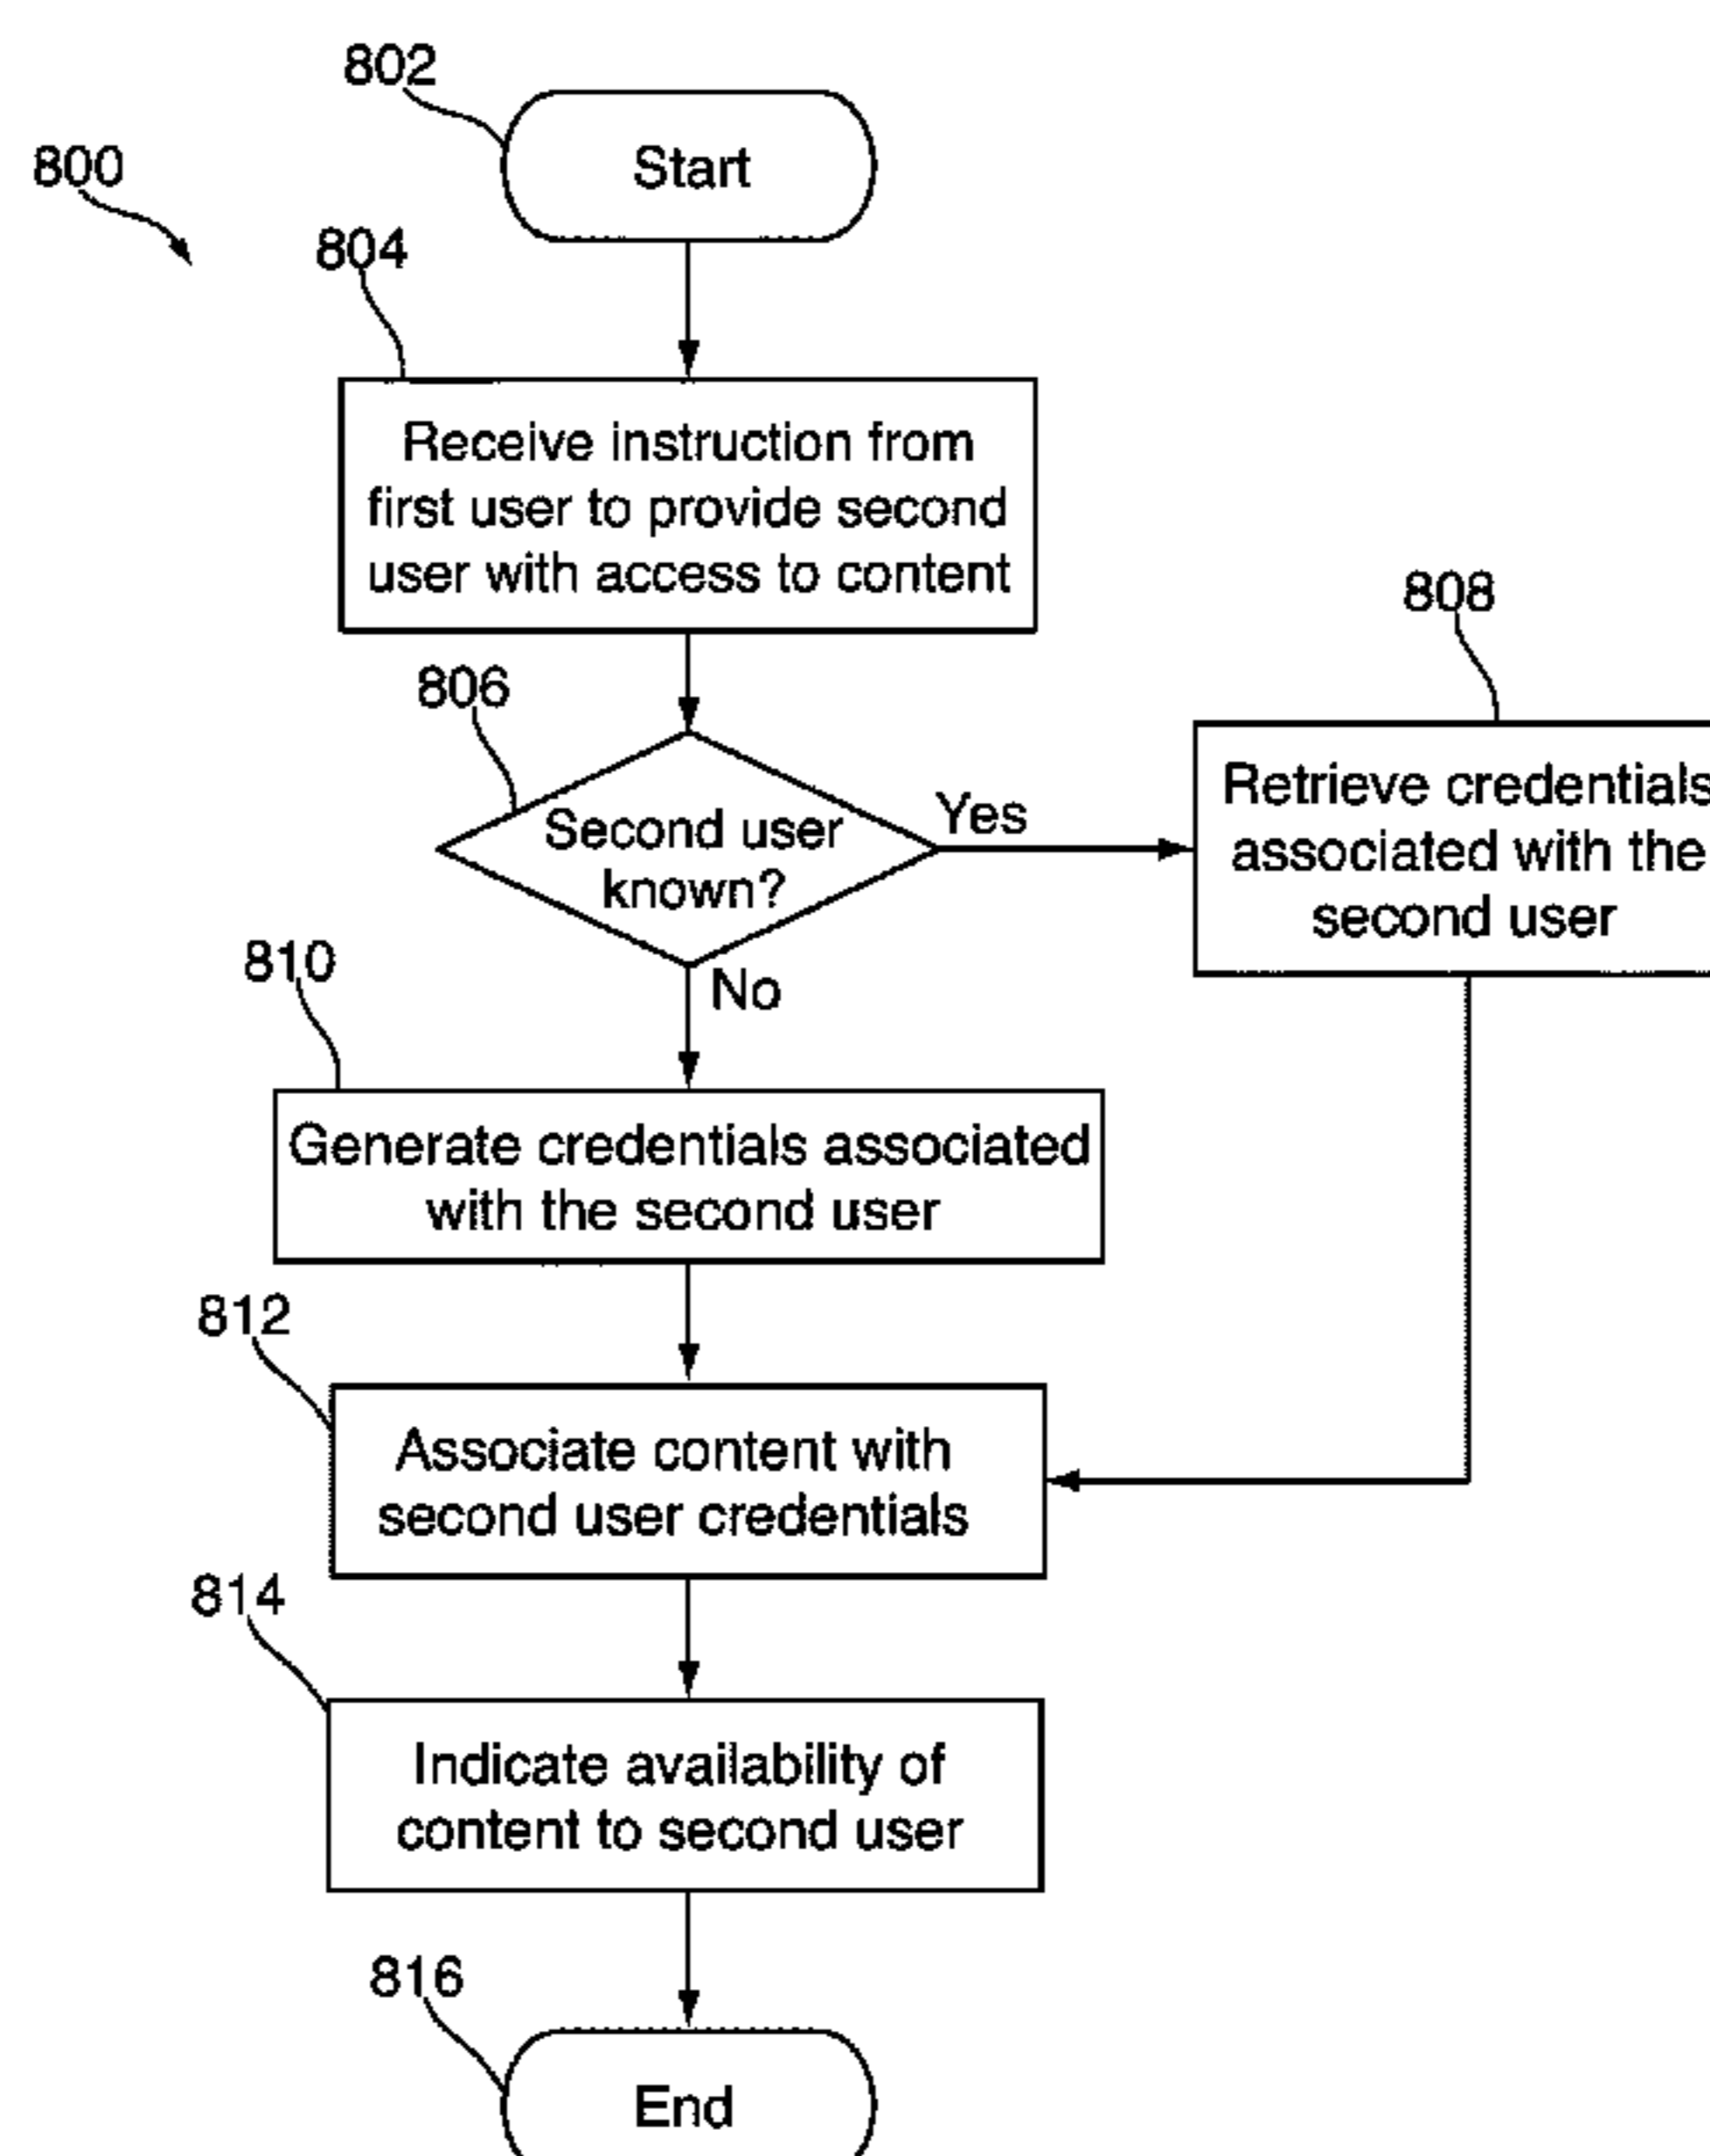 802
Start
800
804
Receive instruction from
first user to provide second
user with access to content
808
806
Second user
known?
Yes
Retrieve credentials
associated with the
second user
810
No
Generate credentials associated
with the second user
812
Associate content with
second user credentials
814
Indicate availability of
content to second user
816
End